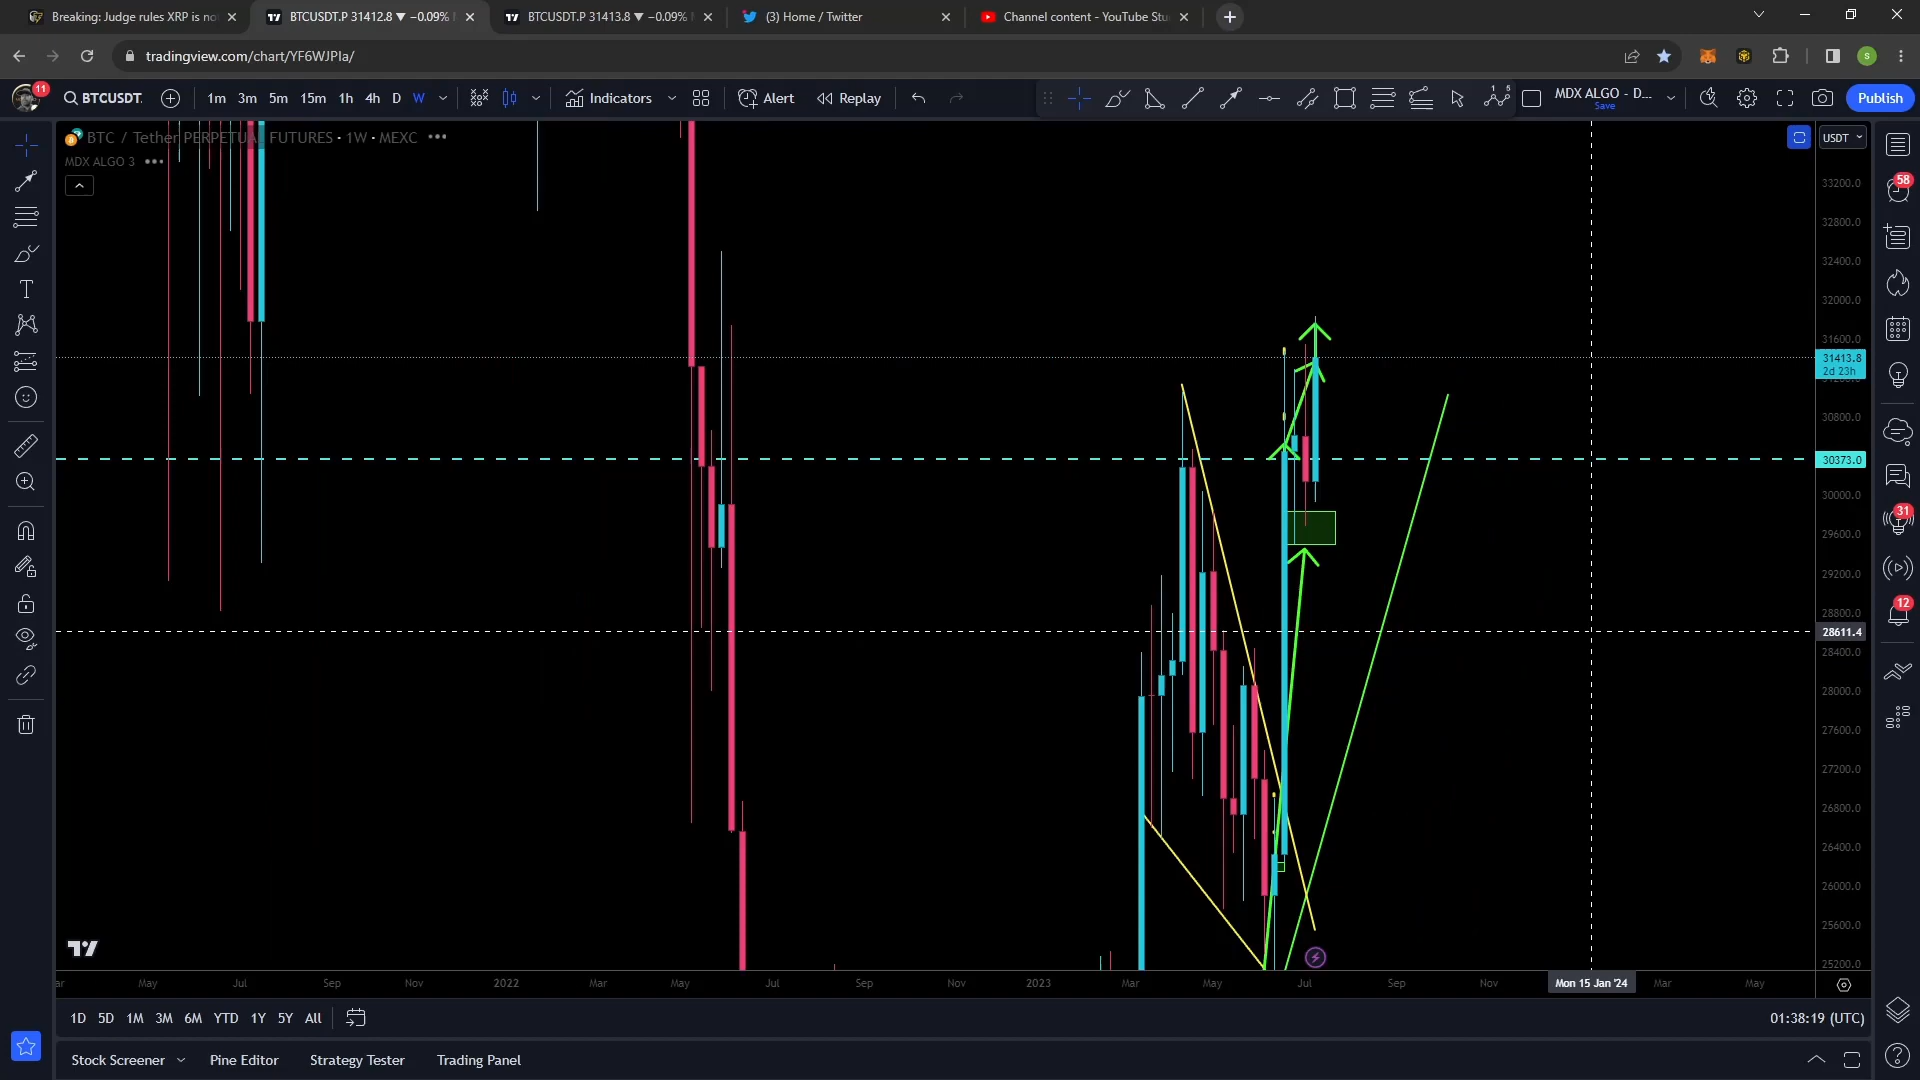 Breaking: Judge rules XRP is no
BTCUSDT.P 31412.8 ▼ −0.09%
BTCUSDT.P 31413.8 ▼ −0.09%
(3) Home / Twitter
Channel content - YouTube Stu
tradingview.com/chart/YF6WJPIa/
S
11
BTCUSDT.
1m 3m 5m 15m 1h 4h D W
Indicators
Alert
Replay
MDX ALGO - D...
Save
Publish
BTC / Tether PERPETUAL FUTURES · 1W · MEXC
MDX ALGO 3
USDT
33200.0
32800.0
32400.0
32000.0
31600.0
31413.8
2d 23h
30800.0
30373.0
30000.0
29600.0
29200.0
28800.0
28611.4
28400.0
28000.0
27600.0
27200.0
26800.0
26400.0
26000.0
25600.0
25200.0
58
31
12
ar May Jul Sep Nov 2022 Mar May Jul Sep Nov 2023 Mar May Jul Sep Nov Mon 15 Jan '24 Mar May
1D 5D 1M 3M 6M YTD 1Y 5Y All
01:38:19 (UTC)
Stock Screener Pine Editor Strategy Tester Trading Panel